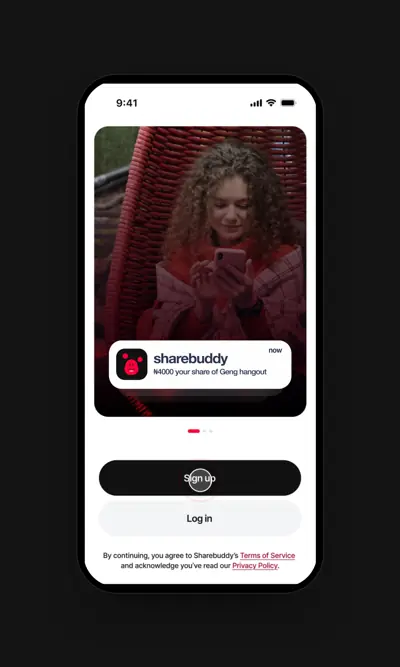 9:41
now
sharebuddy
₦4000 your share of Geng hangout
Sign up
Log in
By continuing, you agree to Sharebuddy's Terms of Service
and acknowledge you've read our Privacy Policy.